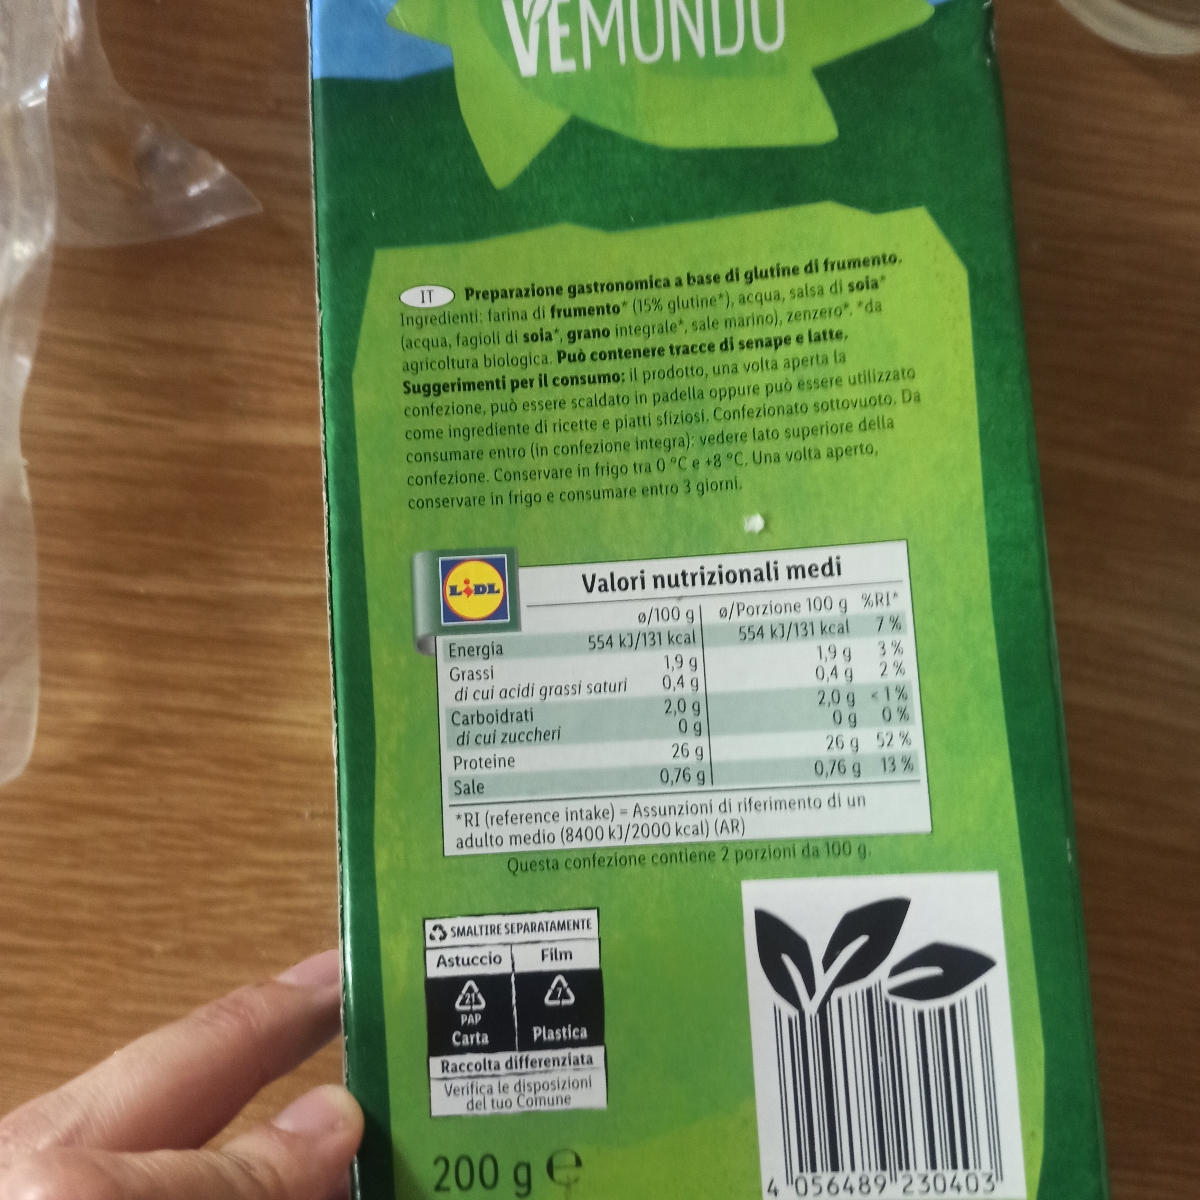 VEMONDO
IT Preparazione gastronomica a base di glutine di frumento.
Ingredienti: farina di frumento* (15% glutine*), acqua, salsa di soia*
(acqua, fagioli di soia*, grano integrale*, sale marino), zenzero*. *da
agricoltura biologica. Può contenere tracce di senape e latte.
Suggerimenti per il consumo: il prodotto, una volta aperta la
confezione, può essere scaldato in padella oppure può essere utilizzato
come ingrediente di ricette e piatti sfiziosi. Confezionato sottovuoto. Da
consumare entro (in confezione integra): vedere lato superiore della
confezione. Conservare in frigo tra 0 °C e +8 °C. Una volta aperto,
conservare in frigo e consumare entro 3 giorni.
LIDL
Valori nutrizionali medi
ø/100 g ø/Porzione 100 g %RI*
Energia 554 kJ/131 kcal 554 kJ/131 kcal 7 %
Grassi 1,9 g 1,9 g 3 %
di cui acidi grassi saturi 0,4 g 0,4 g 2 %
Carboidrati 2,0 g 2,0 g < 1 %
di cui zuccheri 0 g 0 g 0 %
Proteine 26 g 26 g 52 %
Sale 0,76 g 0,76 g 13 %
*RI (reference intake) = Assunzioni di riferimento di un
adulto medio (8400 kJ/2000 kcal) (AR)
Questa confezione contiene 2 porzioni da 100 g.
SMALTIRE SEPARATAMENTE
Astuccio Film
21 7
PAP
Carta Plastica
Raccolta differenziata
Verifica le disposizioni
del tuo Comune
200 g e
4 056489 230403